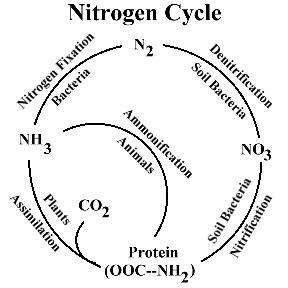 Nitrogen Cycle
N2
Nitrogen Fixation
Bacteria
Denitrification
Soil Bacteria
NH3
Ammonification
Animals
NO3
Assimilation
Plants
CO2
Soil Bacteria
Nitrification
Protein
(OOC--NH2)